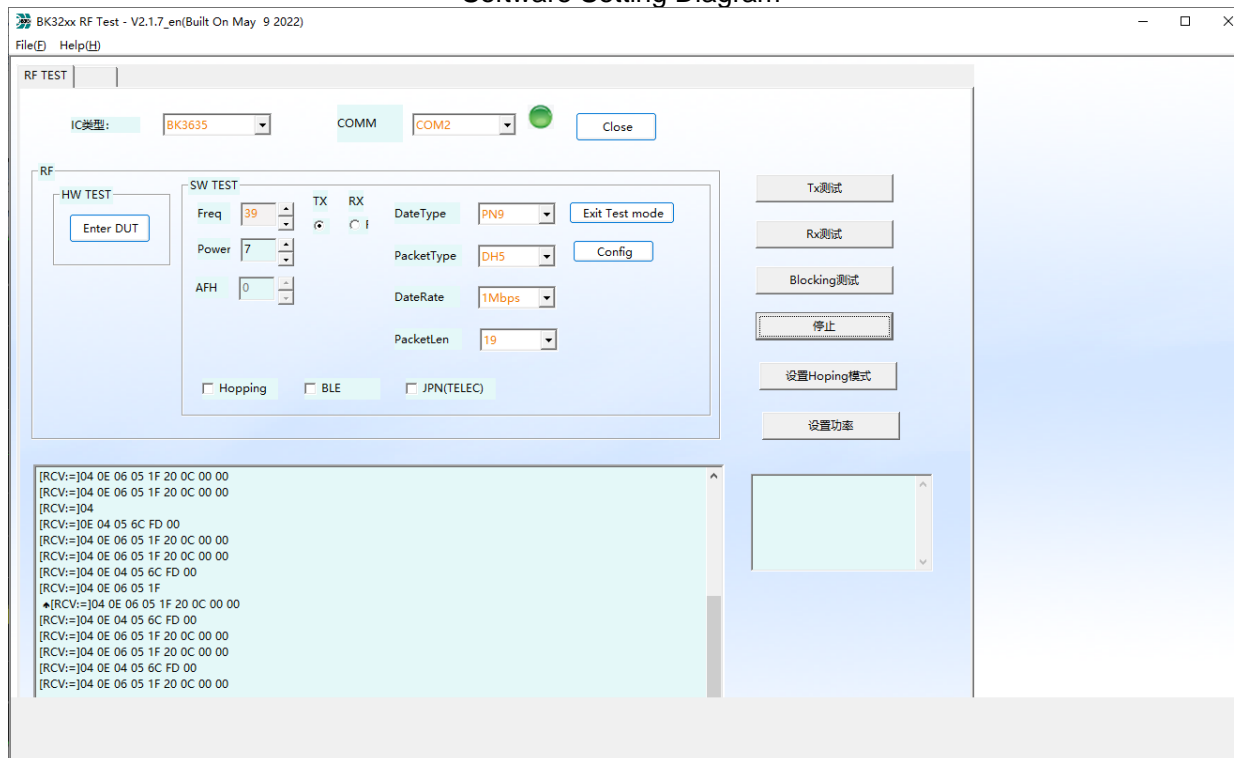 Software Setting Diagram
BK32xx RF Test - V2.1.7_en(Built On May 9 2022)
File(F) Help(H)
RF TEST
IC类型: BK3635 COMM COM2 Close
RF
HW TEST
Enter DUT
SW TEST
Freq 39 TX RX DateType PN9 Exit Test mode
Power 7 PacketType DH5 Config
AFH 0 DateRate 1Mbps
PacketLen 19
Hopping BLE JPN(TELEC)
Tx测试
Rx测试
Blocking测试
停止
设置Hoping模式
设置功率
[RCV:=]04 0E 06 05 1F 20 0C 00 00
[RCV:=]04 0E 06 05 1F 20 0C 00 00
[RCV:=]04
[RCV:=]0E 04 05 6C FD 00
[RCV:=]04 0E 06 05 1F 20 0C 00 00
[RCV:=]04 0E 06 05 1F 20 0C 00 00
[RCV:=]04 0E 04 05 6C FD 00
[RCV:=]04 0E 06 05 1F
♠[RCV:=]04 0E 06 05 1F 20 0C 00 00
[RCV:=]04 0E 04 05 6C FD 00
[RCV:=]04 0E 06 05 1F 20 0C 00 00
[RCV:=]04 0E 06 05 1F 20 0C 00 00
[RCV:=]04 0E 04 05 6C FD 00
[RCV:=]04 0E 06 05 1F 20 0C 00 00